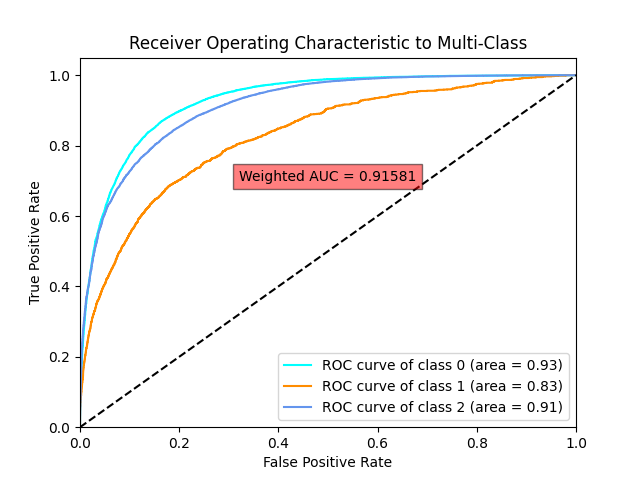 Receiver Operating Characteristic to Multi-Class
1.0
0.8
0.6
0.4
0.2
0.0
True Positive Rate
Weighted AUC = 0.91581
ROC curve of class 0 (area = 0.93)
ROC curve of class 1 (area = 0.83)
ROC curve of class 2 (area = 0.91)
0.0 0.2 0.4 0.6 0.8 1.0
False Positive Rate